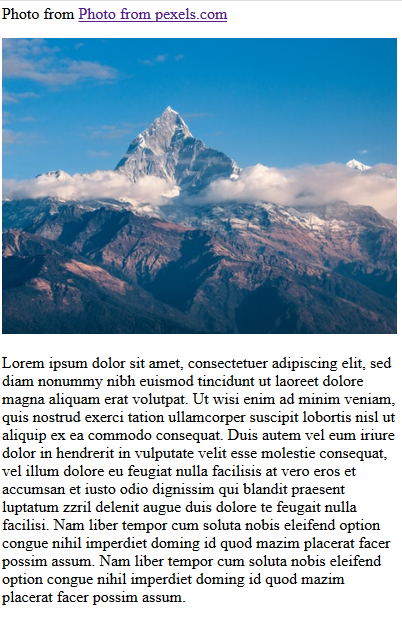 Photo from Photo from pexels.com
Lorem ipsum dolor sit amet, consectetuer adipiscing elit, sed
diam nonummy nibh euismod tincidunt ut laoreet dolore
magna aliquam erat volutpat. Ut wisi enim ad minim veniam,
quis nostrud exerci tation ullamcorper suscipit lobortis nisl ut
aliquip ex ea commodo consequat. Duis autem vel eum iriure
dolor in hendrerit in vulputate velit esse molestie consequat,
vel illum dolore eu feugiat nulla facilisis at vero eros et
accumsan et iusto odio dignissim qui blandit praesent
luptatum zzril delenit augue duis dolore te feugait nulla
facilisi. Nam liber tempor cum soluta nobis eleifend option
congue nihil imperdiet doming id quod mazim placerat facer
possim assum. Nam liber tempor cum soluta nobis eleifend
option congue nihil imperdiet doming id quod mazim
placerat facer possim assum.